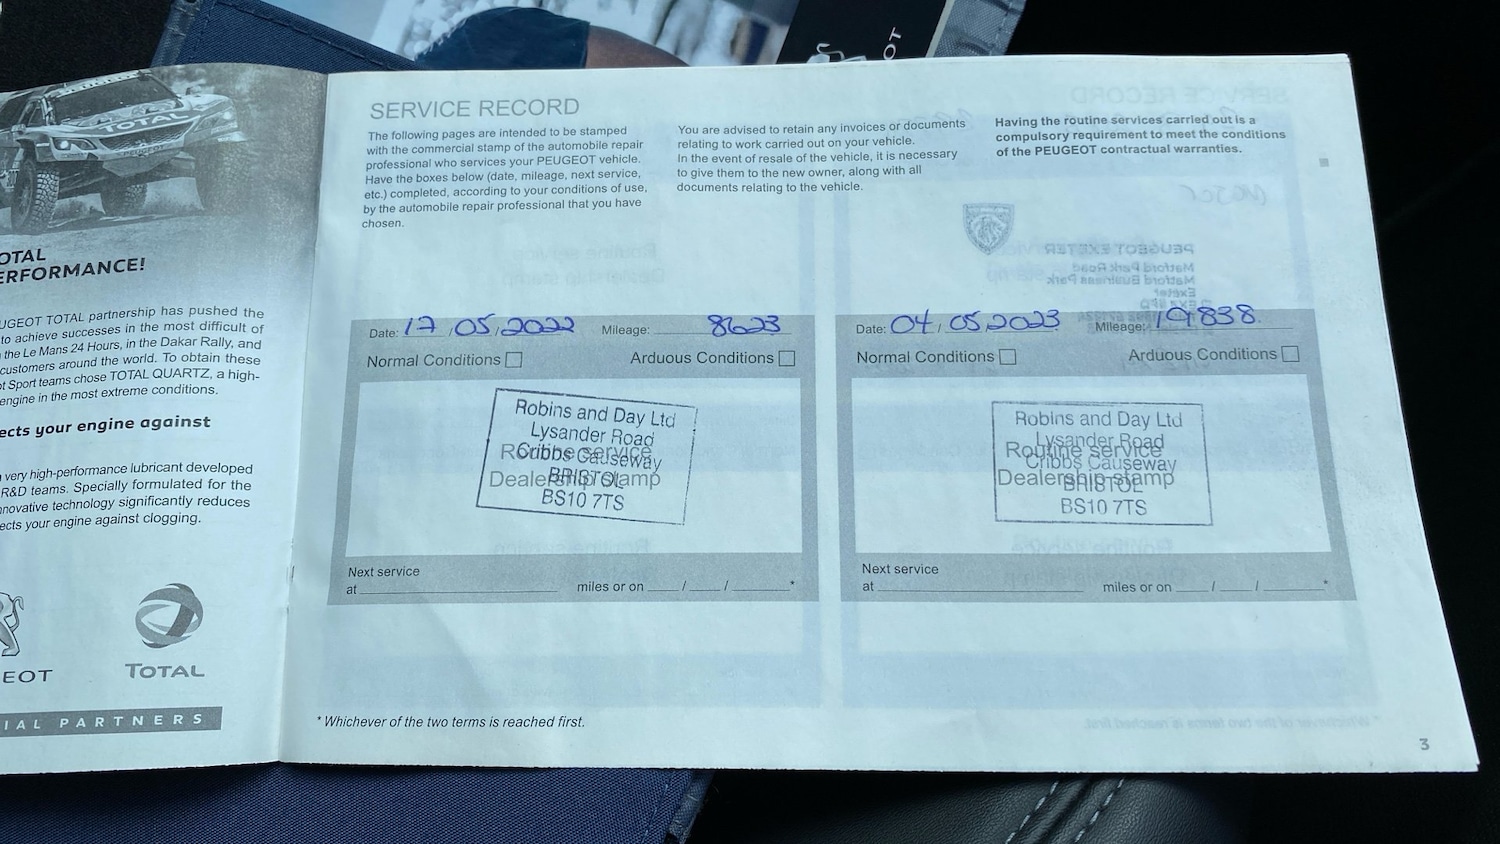 OT
TOTAL
PEUGEOT
OTAL
ERFORMANCE!
UGEOT TOTAL partnership has pushed the
to achieve successes in the most difficult of
the Le Mans 24 Hours, in the Dakar Rally, and
customers around the world. To obtain these
ot Sport teams chose TOTAL QUARTZ, a high-
engine in the most extreme conditions.
ects your engine against
very high-performance lubricant developed
R&D teams. Specially formulated for the
nnovative technology significantly reduces
ects your engine against clogging.
EOT
TOTAL
IAL PARTNERS
SERVICE RECORD
The following pages are intended to be stamped
with the commercial stamp of the automobile repair
professional who services your PEUGEOT vehicle.
Have the boxes below (date, mileage, next service,
etc.) completed, according to your conditions of use,
by the automobile repair professional that you have
chosen.
You are advised to retain any invoices or documents
relating to work carried out on your vehicle.
In the event of resale of the vehicle, it is necessary
to give them to the new owner, along with all
documents relating to the vehicle.
Having the routine services carried out is a
compulsory requirement to meet the conditions
of the PEUGEOT contractual warranties.
Date: 17/05/2022 Mileage: 8623
Normal Conditions Arduous Conditions
Robins and Day Ltd
Lysander Road
Routine service
Cribbs Causeway
Dealership stamp
BRISTOL
BS10 7TS
Next service
at miles or on / / *
Date: 04/05/2023 Mileage: 19838
Normal Conditions Arduous Conditions
Robins and Day Ltd
Lysander Road
Routine service
Cribbs Causeway
Dealership stamp
BRISTOL
BS10 7TS
Next service
at miles or on / / *
* Whichever of the two terms is reached first.
3